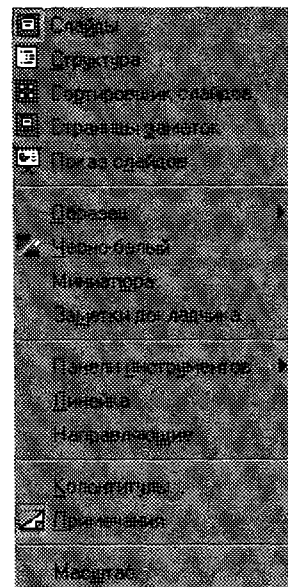 Слайды
Структура
Сортировщик слайдов
Страницы заметок
Показ слайдов
Образец
Черно-белый
Миниатюра
Заметки докладчика...
Панели инструментов
Линейка
Направляющие
Колонтитулы...
Примечания
Масштаб...